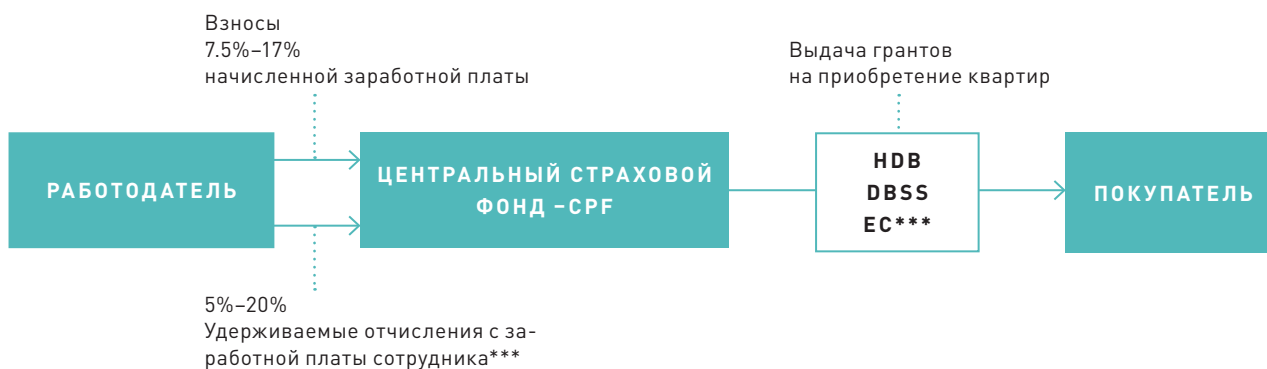 Взносы
7.5%–17%
начисленной заработной платы
Выдача грантов
на приобретение квартир
РАБОТОДАТЕЛЬ
ЦЕНТРАЛЬНЫЙ СТРАХОВОЙ
ФОНД –CPF
HDB
DBSS
EC***
ПОКУПАТЕЛЬ
5%–20%
Удерживаемые отчисления с за-
работной платы сотрудника***